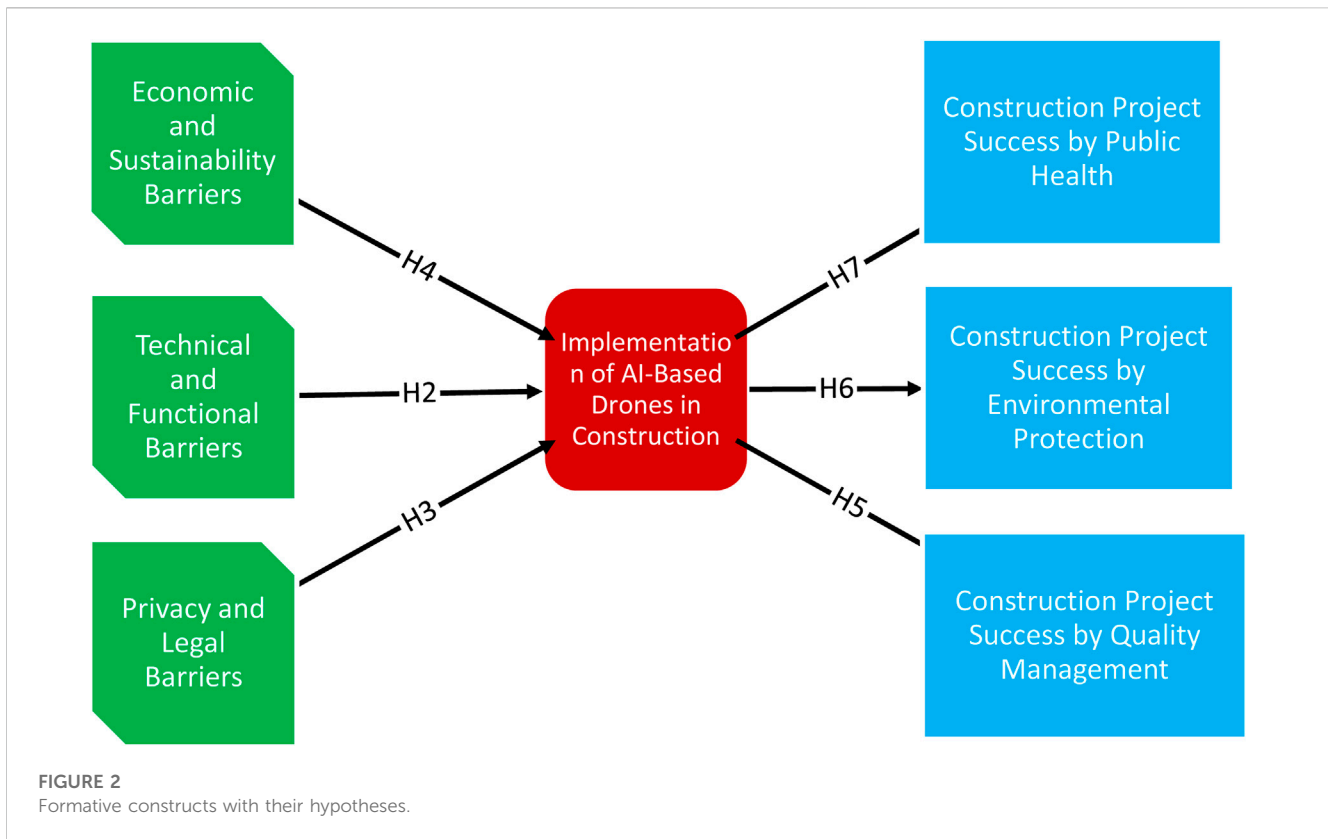 Economic
and
Sustainability
Barriers
Technical
and
Functional
Barriers
Privacy and
Legal
Barriers
H4
H2
H3
Implementatio
n of AI-Based
Drones in
Construction
H7
H6
H5
Construction Project
Success by Public
Health
Construction Project
Success by
Environmental
Protection
Construction Project
Success by Quality
Management
FIGURE 2
Formative constructs with their hypotheses.